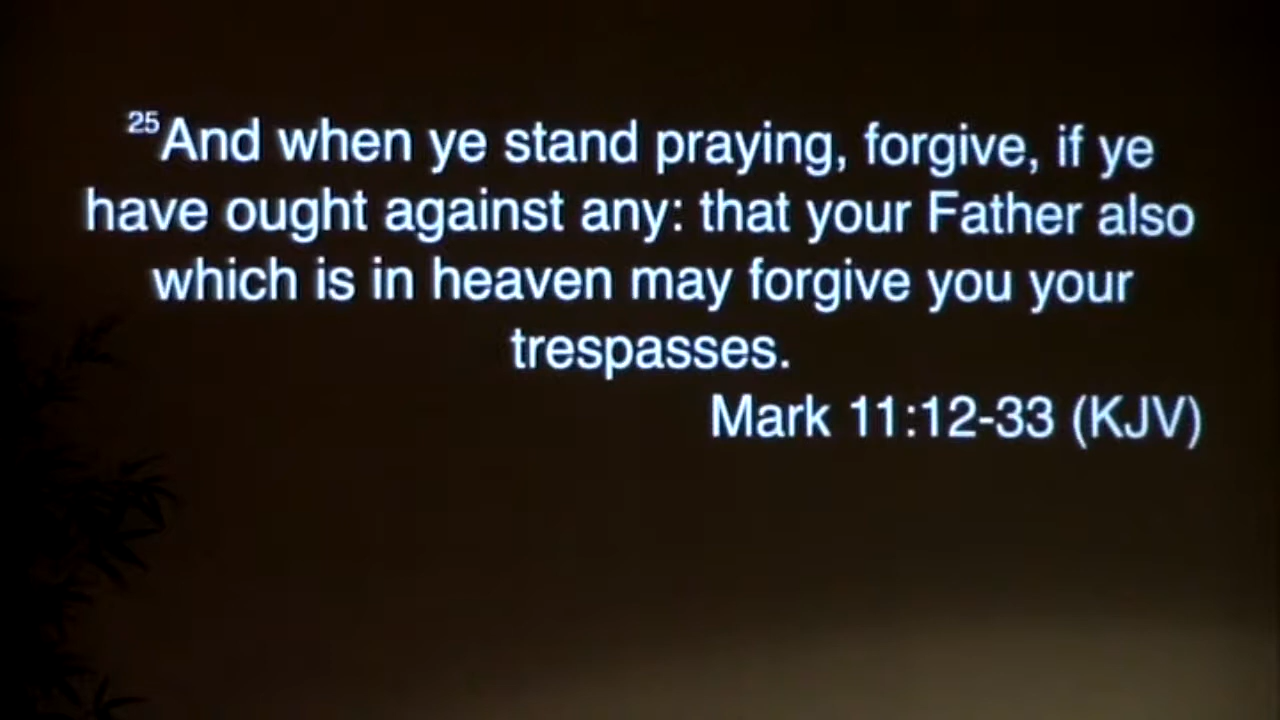 25And when ye stand praying, forgive, if ye
have ought against any: that your Father also
which is in heaven may forgive you your
trespasses.
Mark 11:12-33 (KJV)